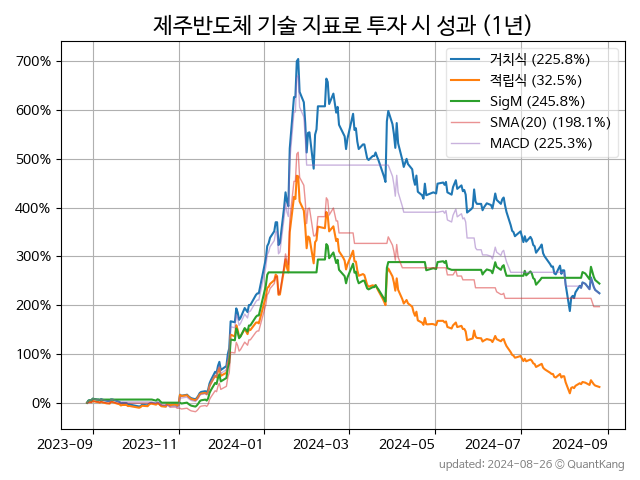 제주반도체 기술 지표로 투자 시 성과 (1년)
거치식 (225.8%)
적립식 (32.5%)
SigM (245.8%)
SMA(20) (198.1%)
MACD (225.3%)
700%
600%
500%
400%
300%
200%
100%
0%
2023-09 2023-11 2024-01 2024-03 2024-05 2024-07 2024-09
updated: 2024-08-26 © QuantKang